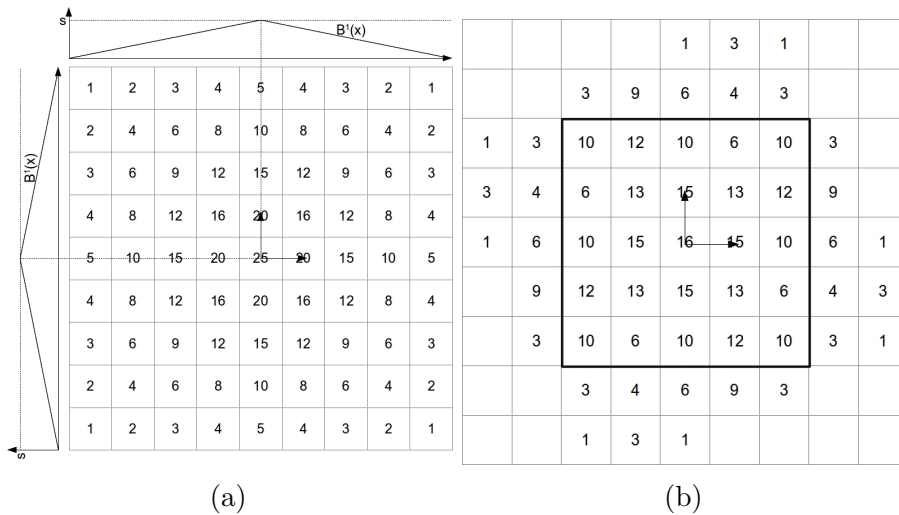 s
B¹(x)
1 2 3 4 5 4 3 2 1
2 4 6 8 10 8 6 4 2
3 6 9 12 15 12 9 6 3
4 8 12 16 20 16 12 8 4
5 10 15 20 25 20 15 10 5
4 8 12 16 20 16 12 8 4
3 6 9 12 15 12 9 6 3
2 4 6 8 10 8 6 4 2
1 2 3 4 5 4 3 2 1
B¹(x)
s
(a)
1 3 1
3 9 6 4 3
1 3 10 12 10 6 10 3
3 4 6 13 15 13 12 9
1 6 10 15 16 15 10 6 1
9 12 13 15 13 6 4 3
3 10 6 10 12 10 3 1
3 4 6 9 3
1 3 1
(b)